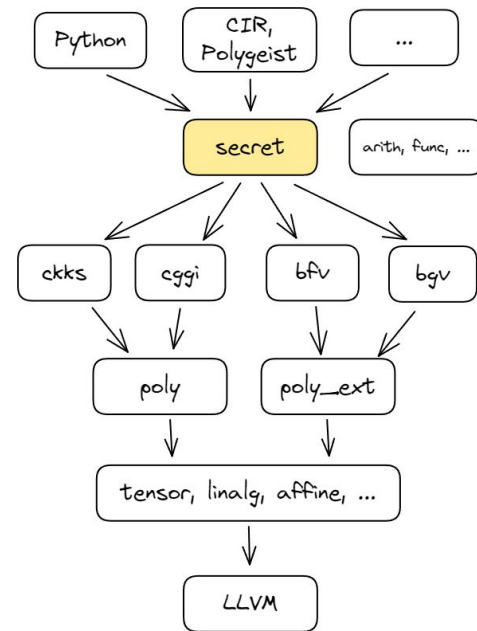 Python
CIR,
Polygeist
...
secret
arith, func, ...
ckks
cggi
bfv
bgv
poly
poly_ext
tensor, linalg, affine, ...
LLVM